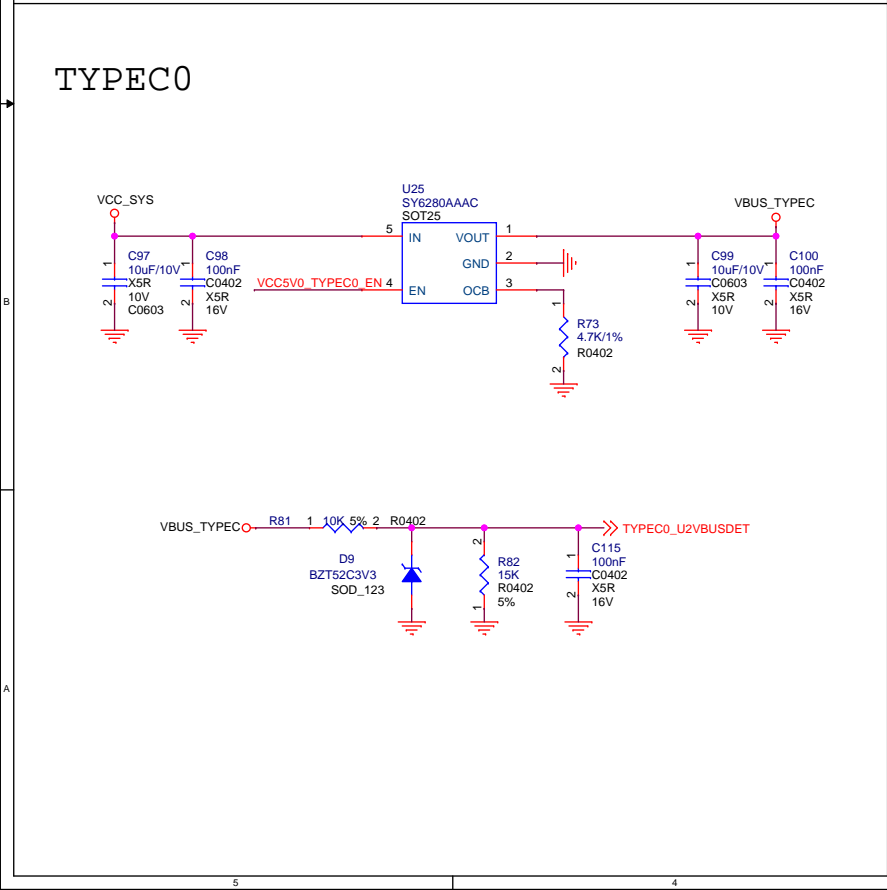 TYPEC0
VCC_SYS
C97
10uF/10V
X5R
10V
C0603
1
2
C98
100nF
C0402
X5R
16V
1
2
U25
SY6280AAAC
SOT25
5 IN VOUT 1
GND 2
VCC5V0_TYPEC0_EN 4 EN OCB 3
R73
4.7K/1%
R0402
1
2
VBUS_TYPEC
C99
10uF/10V
C0603
X5R
10V
1
2
C100
100nF
C0402
X5R
16V
1
2
VBUS_TYPEC R81 1 10K 5% 2 R0402
TYPEC0_U2VBUSDET
D9
BZT52C3V3
SOD_123
R82
15K
R0402
5%
2
1
C115
100nF
C0402
X5R
16V
1
2
B
A
5 4